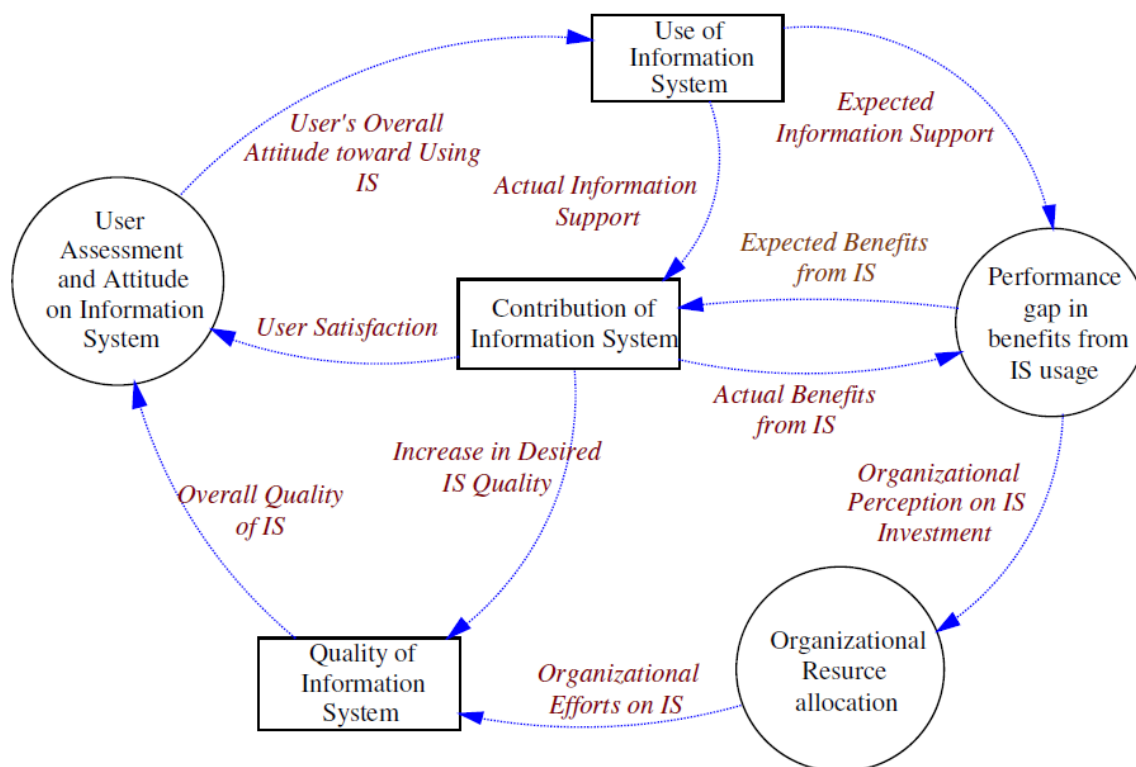 Use of
Information
System
Expected
Information Support
User's Overall
Attitude toward Using
IS
Actual Information
Support
User
Assessment
and Attitude
on Information
System
Expected Benefits
from IS
Performance
gap in
benefits from
IS usage
Contribution of
Information System
User Satisfaction
Actual Benefits
from IS
Increase in Desired
IS Quality
Overall Quality
of IS
Organizational
Perception on IS
Investment
Quality of
Information
System
Organizational
Efforts on IS
Organizational
Resurce
allocation